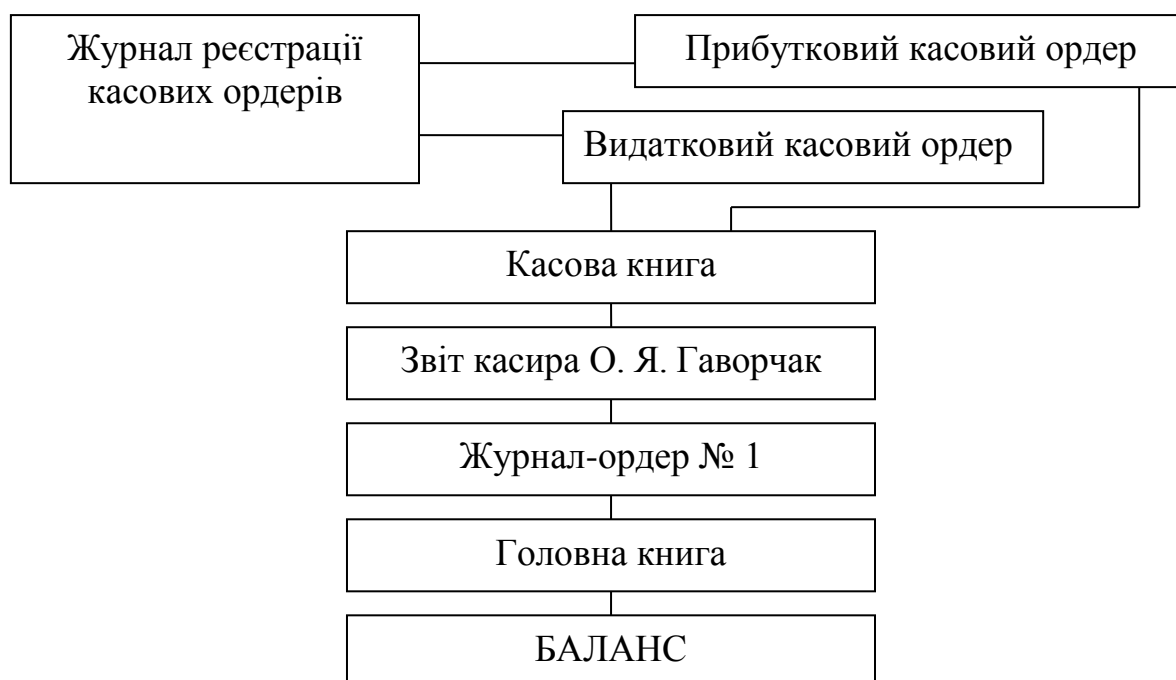 Журнал реєстрації
касових ордерів
Прибутковий касовий ордер
Видатковий касовий ордер
Касова книга
Звіт касира О. Я. Гаворчак
Журнал-ордер № 1
Головна книга
БАЛАНС